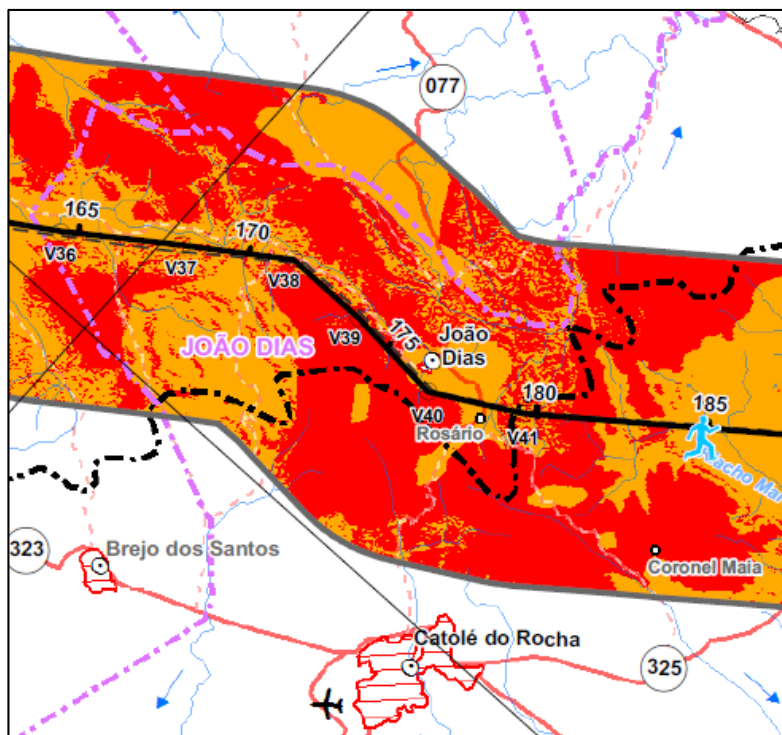 077
165
170
V36
V37
V38
JOÃO DIAS
V39
175
João
Dias
180
185
V40
Rosário
V41
323
Brejo dos Santos
Coronel Maia
Catolé do Rocha
325